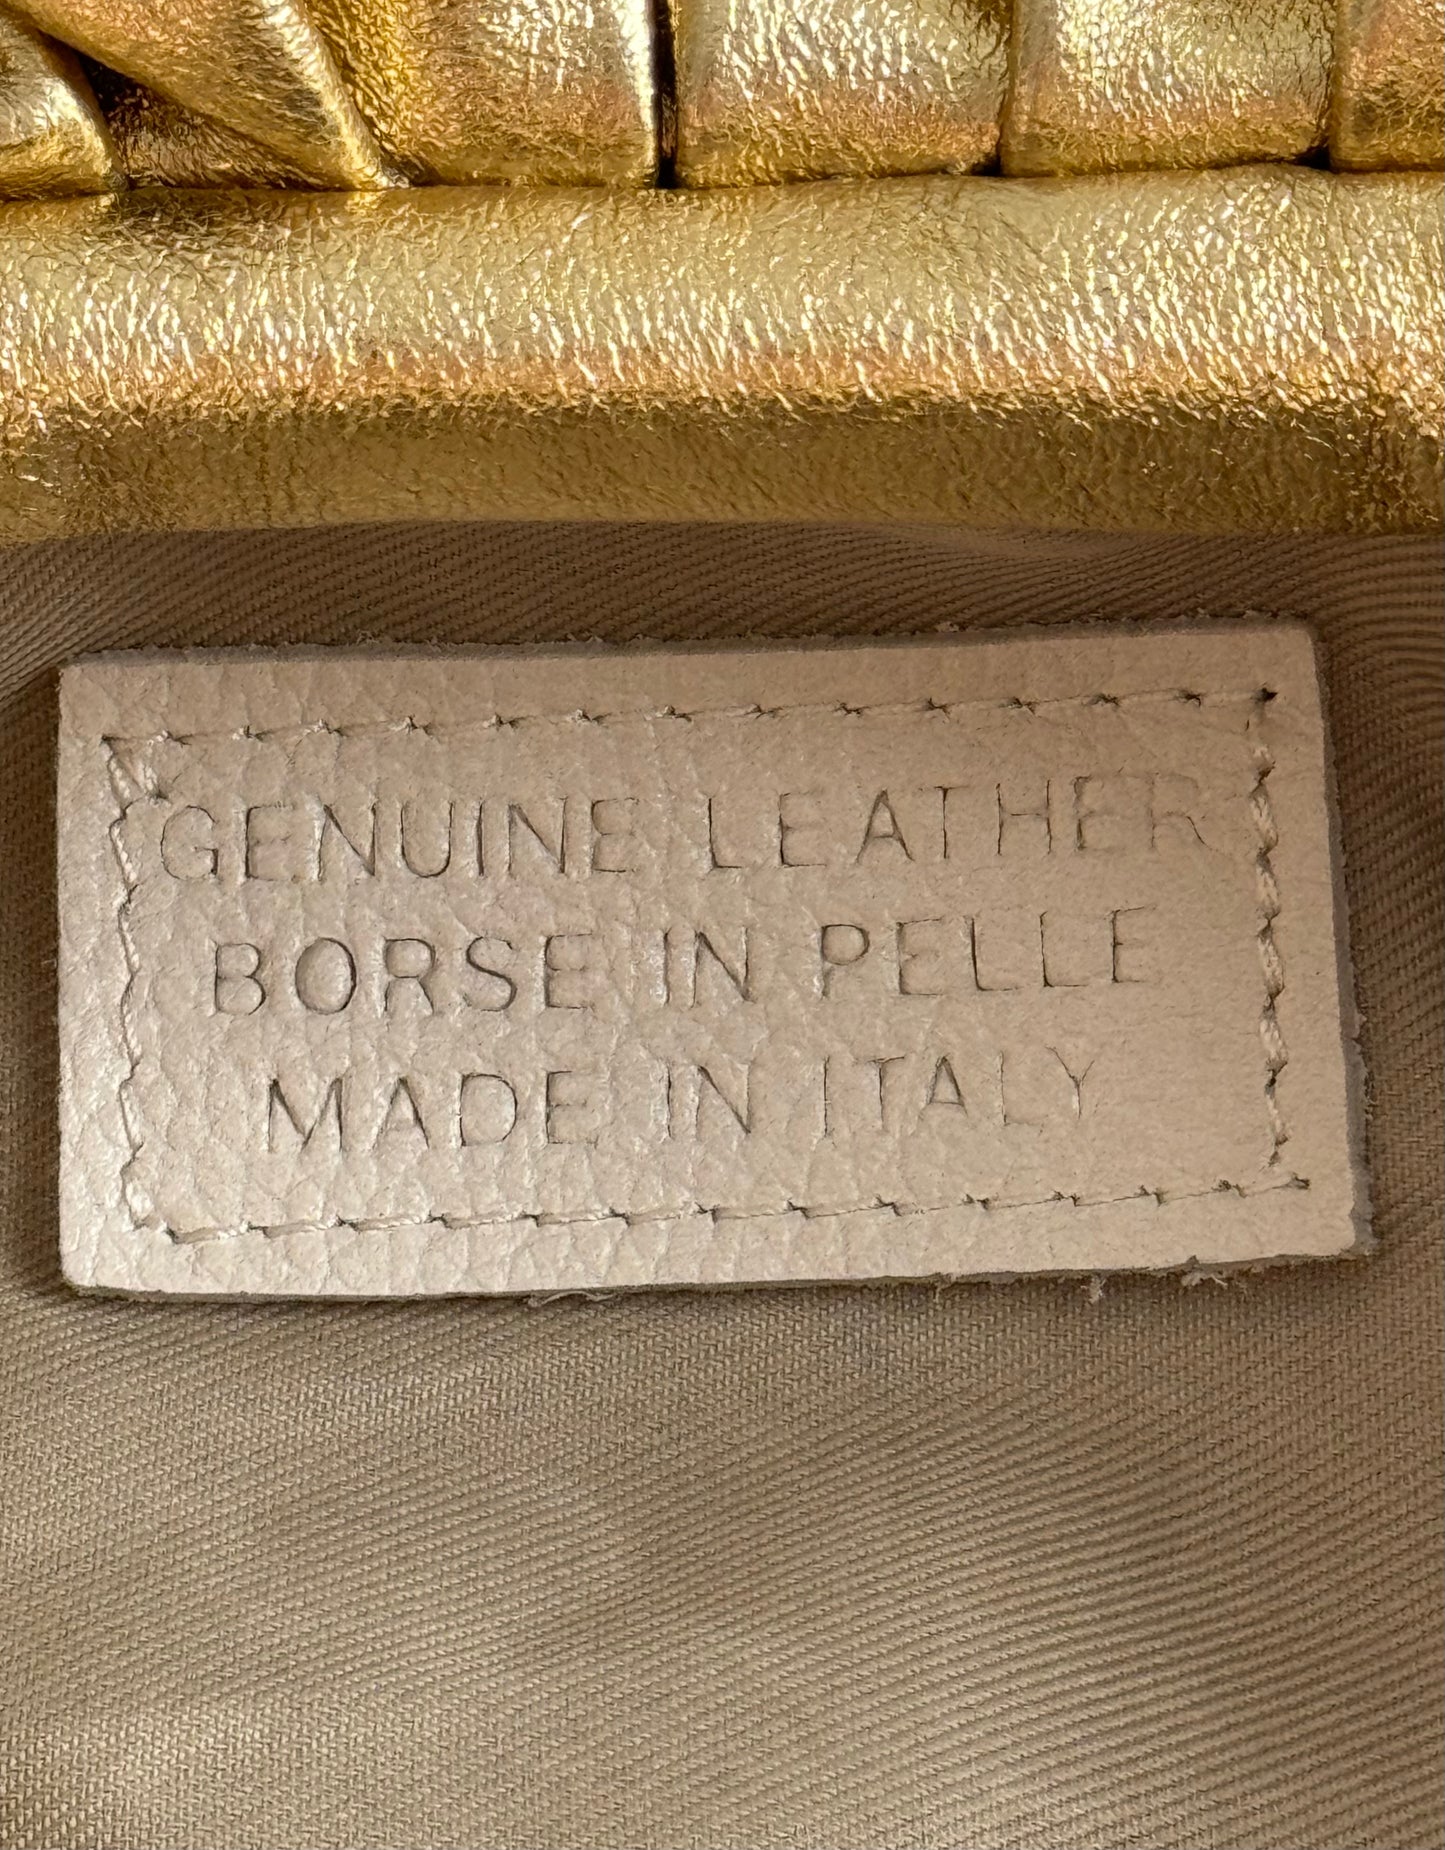 GENUINE LEATHER
BORSE IN PELLE
MADE IN ITALY